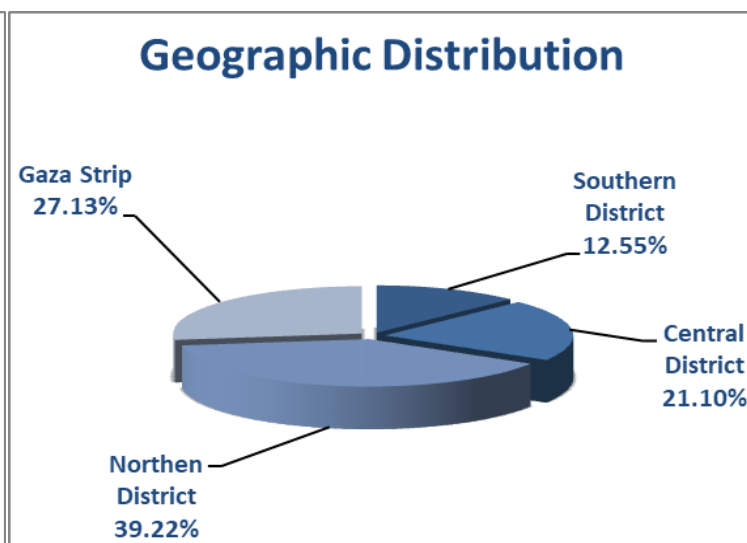 Geographic Distribution
Gaza Strip
27.13%
Southern
District
12.55%
Central
District
21.10%
Northen
District
39.22%